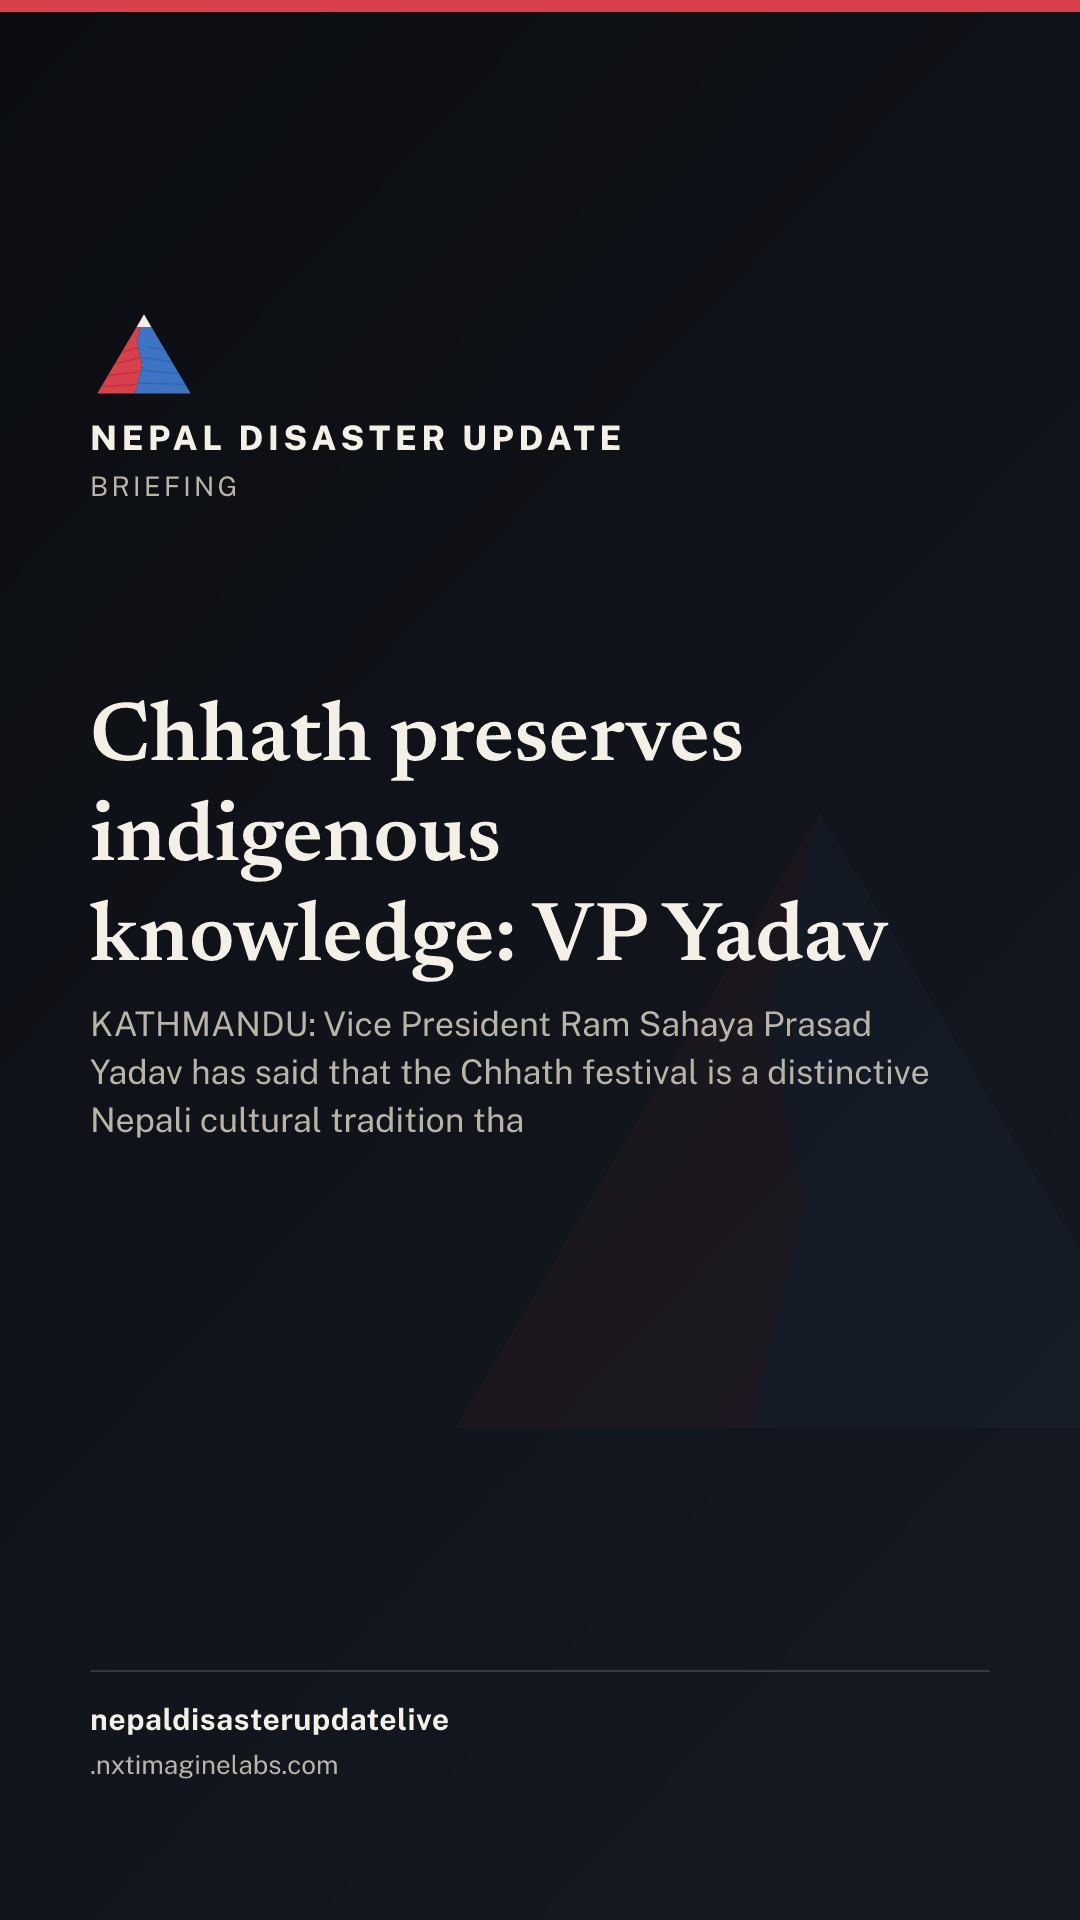 NEPAL DISASTER UPDATE
BRIEFING
Chhath preserves
indigenous
knowledge: VP Yadav
KATHMANDU: Vice President Ram Sahaya Prasad
Yadav has said that the Chhath festival is a distinctive
Nepali cultural tradition tha
nepaldisasterupdatelive
.nxtimaginelabs.com